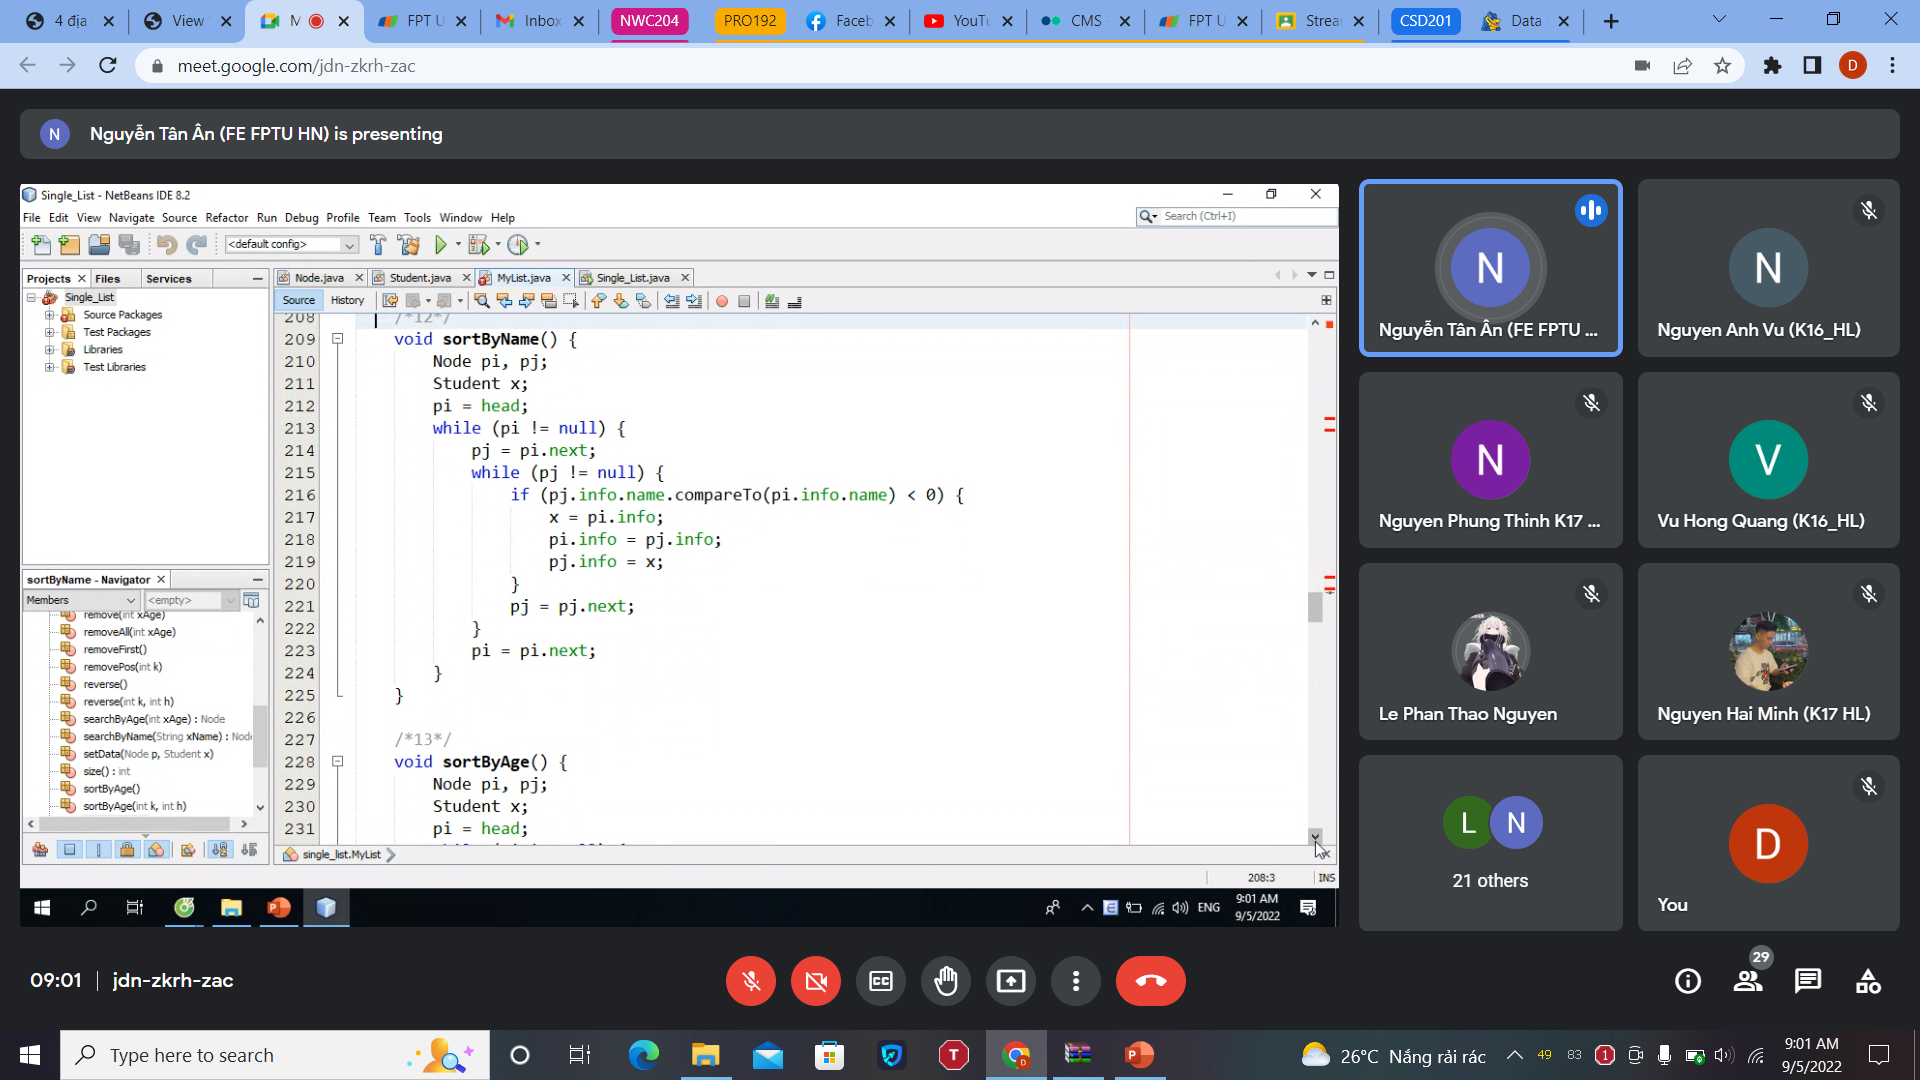 4 địa
View
M
FPT U
Inbox
NWC204
PRO192
Faceb
YouTu
CMS -
FPT U
Strea
CSD201
Data
meet.google.com/jdn-zkrh-zac
D
N
Nguyễn Tân Ân (FE FPTU HN) is presenting
Single_List - NetBeans IDE 8.2
File Edit View Navigate Source Refactor Run Debug Profile Team Tools Window Help
Search (Ctrl+I)
<default config>
Projects Files Services
Node.java Student.java MyList.java Single_List.java
Source History
Single_List
Source Packages
Test Packages
Libraries
Test Libraries
208 /*12*/
209 void sortByName() {
210 Node pi, pj;
211 Student x;
212 pi = head;
213 while (pi != null) {
214 pj = pi.next;
215 while (pj != null) {
216 if (pj.info.name.compareTo(pi.info.name) < 0) {
217 x = pi.info;
218 pi.info = pj.info;
219 pj.info = x;
220 }
221 pj = pj.next;
222 }
223 pi = pi.next;
224 }
225 }
226
227 /*13*/
228 void sortByAge() {
229 Node pi, pj;
230 Student x;
231 pi = head;
sortByName - Navigator
Members
<empty>
remove(int xAge)
removeAll(int xAge)
removeFirst()
removePos(int k)
reverse()
reverse(int k, int h)
searchByAge(int xAge) : Node
searchByName(String xName) : Node
setData(Node p, Student x)
size() : int
sortByAge()
sortByAge(int k, int h)
single_list.MyList
208:3
INS
ENG
9:01 AM
9/5/2022
N
Nguyễn Tân Ân (FE FPTU ...
N
Nguyen Anh Vu (K16_HL)
N
Nguyen Phung Thinh K17 ...
V
Vu Hong Quang (K16_HL)
Le Phan Thao Nguyen
Nguyen Hai Minh (K17 HL)
L N
21 others
D
You
09:01
jdn-zkrh-zac
29
Type here to search
T
26°C Nắng rải rác
49 83 1
9:01 AM
9/5/2022